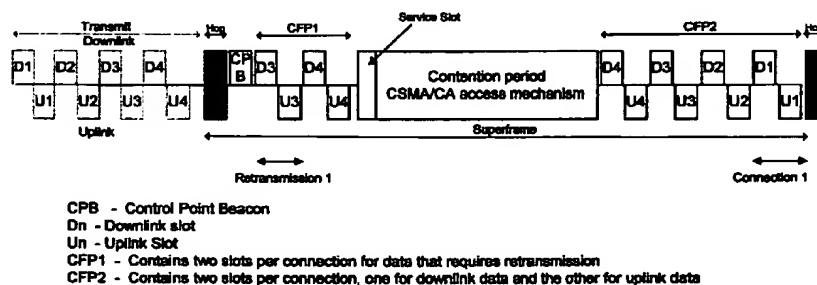 Service Slot
Transmit Hop CFP1 CFP2 Hop
Downlink
D1 D2 D3 D4 CP B D3 D4 Contention period CSMA/CA access mechanism D4 D3 D2 D1
U1 U2 U3 U4 U3 U4 U4 U3 U2 U1
Uplink Superframe
Retransmission 1 Connection 1
CPB - Control Point Beacon
Dn - Downlink slot
Un - Uplink Slot
CFP1 - Contains two slots per connection for data that requires retransmission
CFP2 - Contains two slots per connection, one for downlink data and the other for uplink data